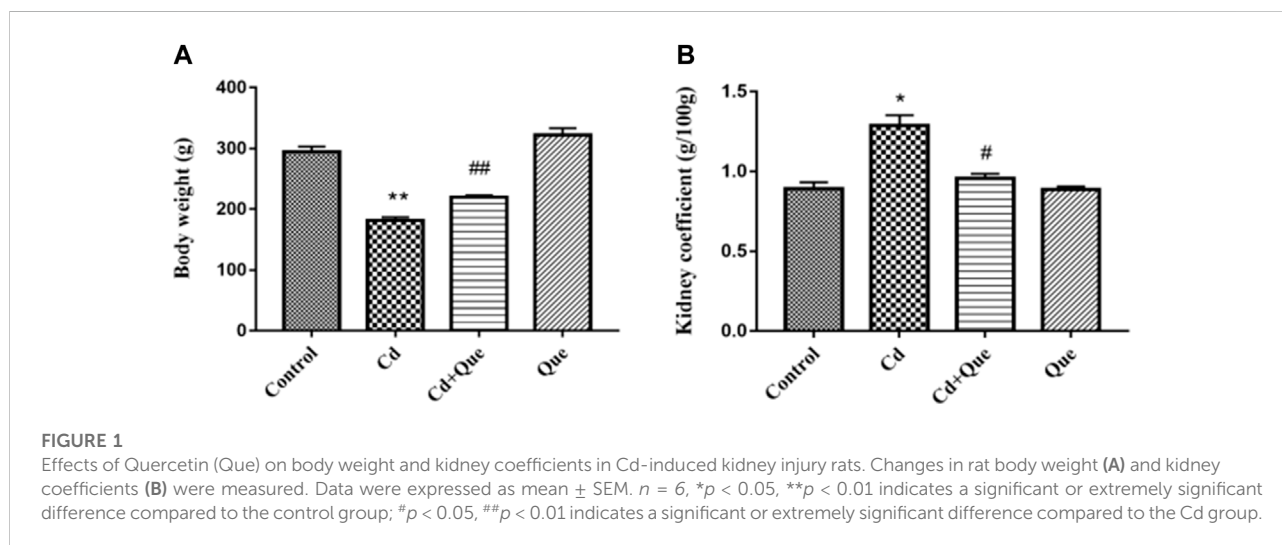 A
Body weight (g)
400
300
200
100
0
**
##
Control
Cd
Cd+Que
Que
B
Kidney coefficient (g/100g)
1.5
1.0
0.5
0.0
*
#
Control
Cd
Cd+Que
Que
FIGURE 1
Effects of Quercetin (Que) on body weight and kidney coefficients in Cd-induced kidney injury rats. Changes in rat body weight (A) and kidney
coefficients (B) were measured. Data were expressed as mean ± SEM. n = 6, *p < 0.05, **p < 0.01 indicates a significant or extremely significant
difference compared to the control group; #p < 0.05, ##p < 0.01 indicates a significant or extremely significant difference compared to the Cd group.